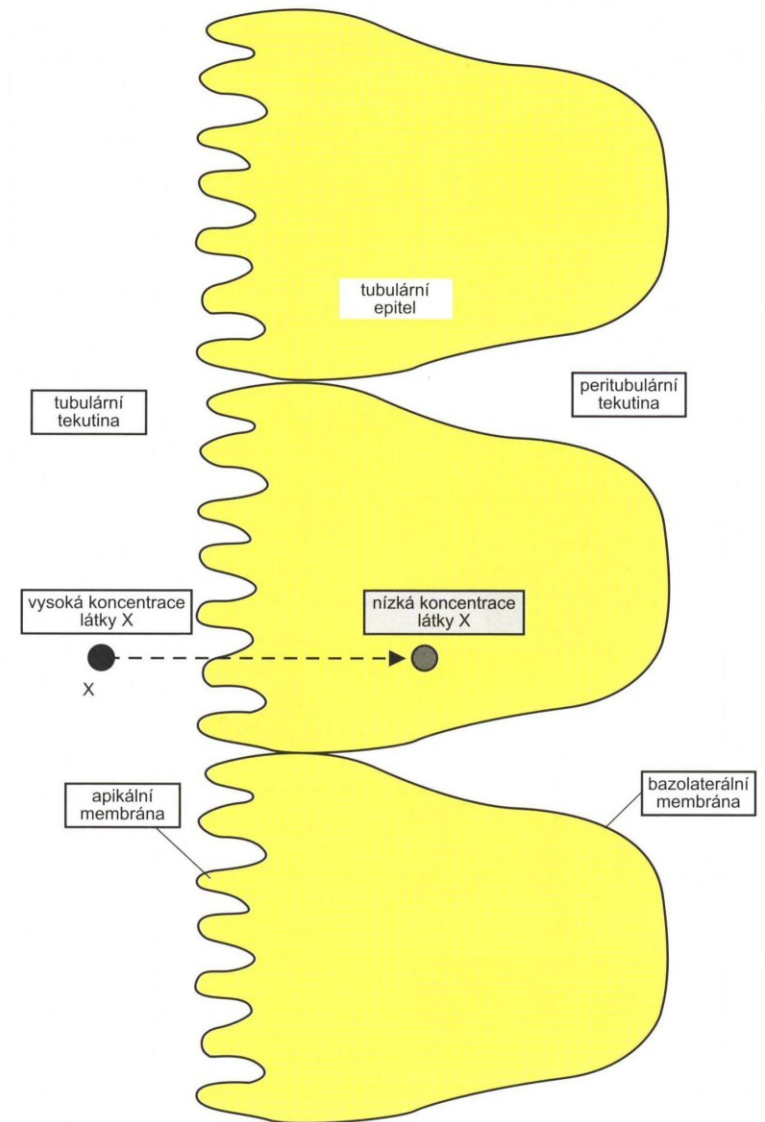 tubulární
epitel
tubulární
tekutina
peritubulární
tekutina
vysoká koncentrace
látky X
nízká koncentrace
látky X
X
apikální
membrána
bazolaterální
membrána